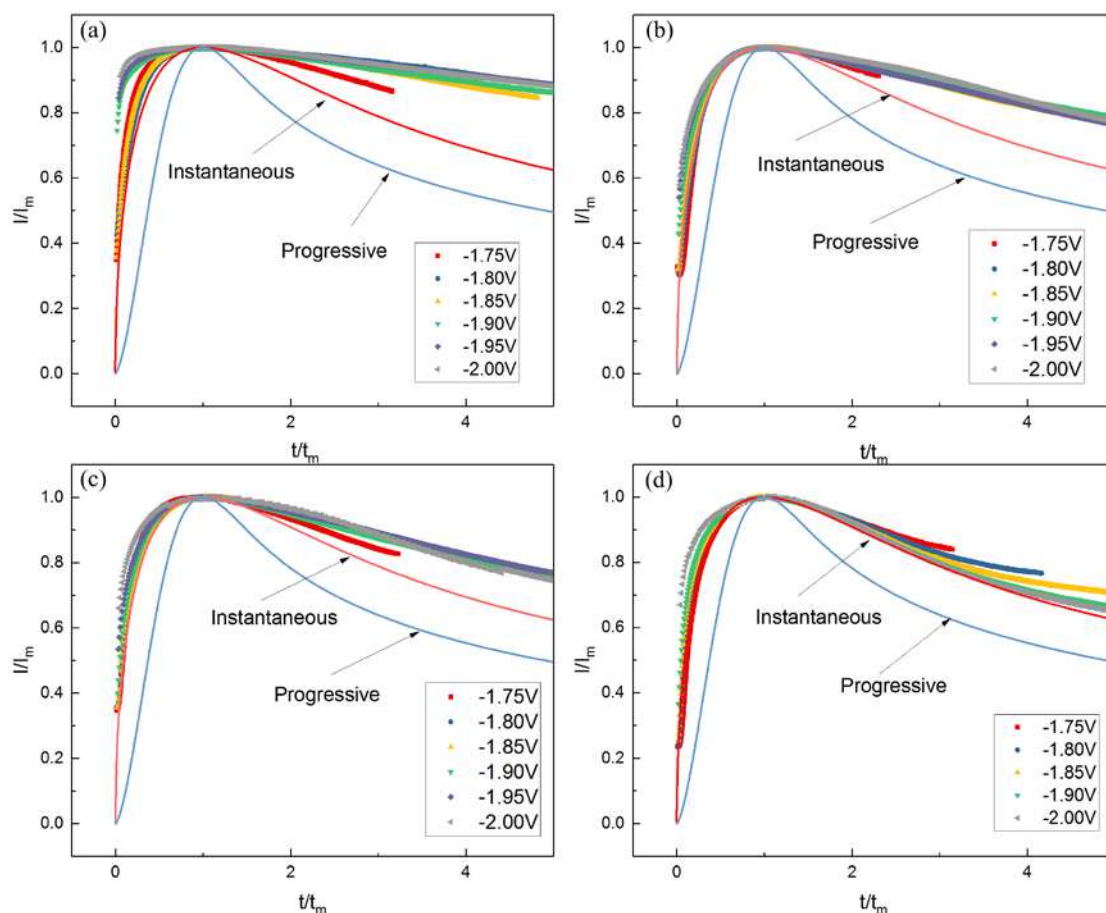 (a)
1.0
0.8
0.6
0.4
0.2
0.0
I/Im
Instantaneous
Progressive
-1.75V
-1.80V
-1.85V
-1.90V
-1.95V
-2.00V
0
2
4
t/tm
(b)
1.0
0.8
0.6
0.4
0.2
0.0
I/Im
Instantaneous
Progressive
-1.75V
-1.80V
-1.85V
-1.90V
-1.95V
-2.00V
0
2
4
t/tm
(c)
1.0
0.8
0.6
0.4
0.2
0.0
I/Im
Instantaneous
Progressive
-1.75V
-1.80V
-1.85V
-1.90V
-1.95V
-2.00V
0
2
4
t/tm
(d)
1.0
0.8
0.6
0.4
0.2
0.0
I/Im
Instantaneous
Progressive
-1.75V
-1.80V
-1.85V
-1.90V
-2.00V
0
2
4
t/tm